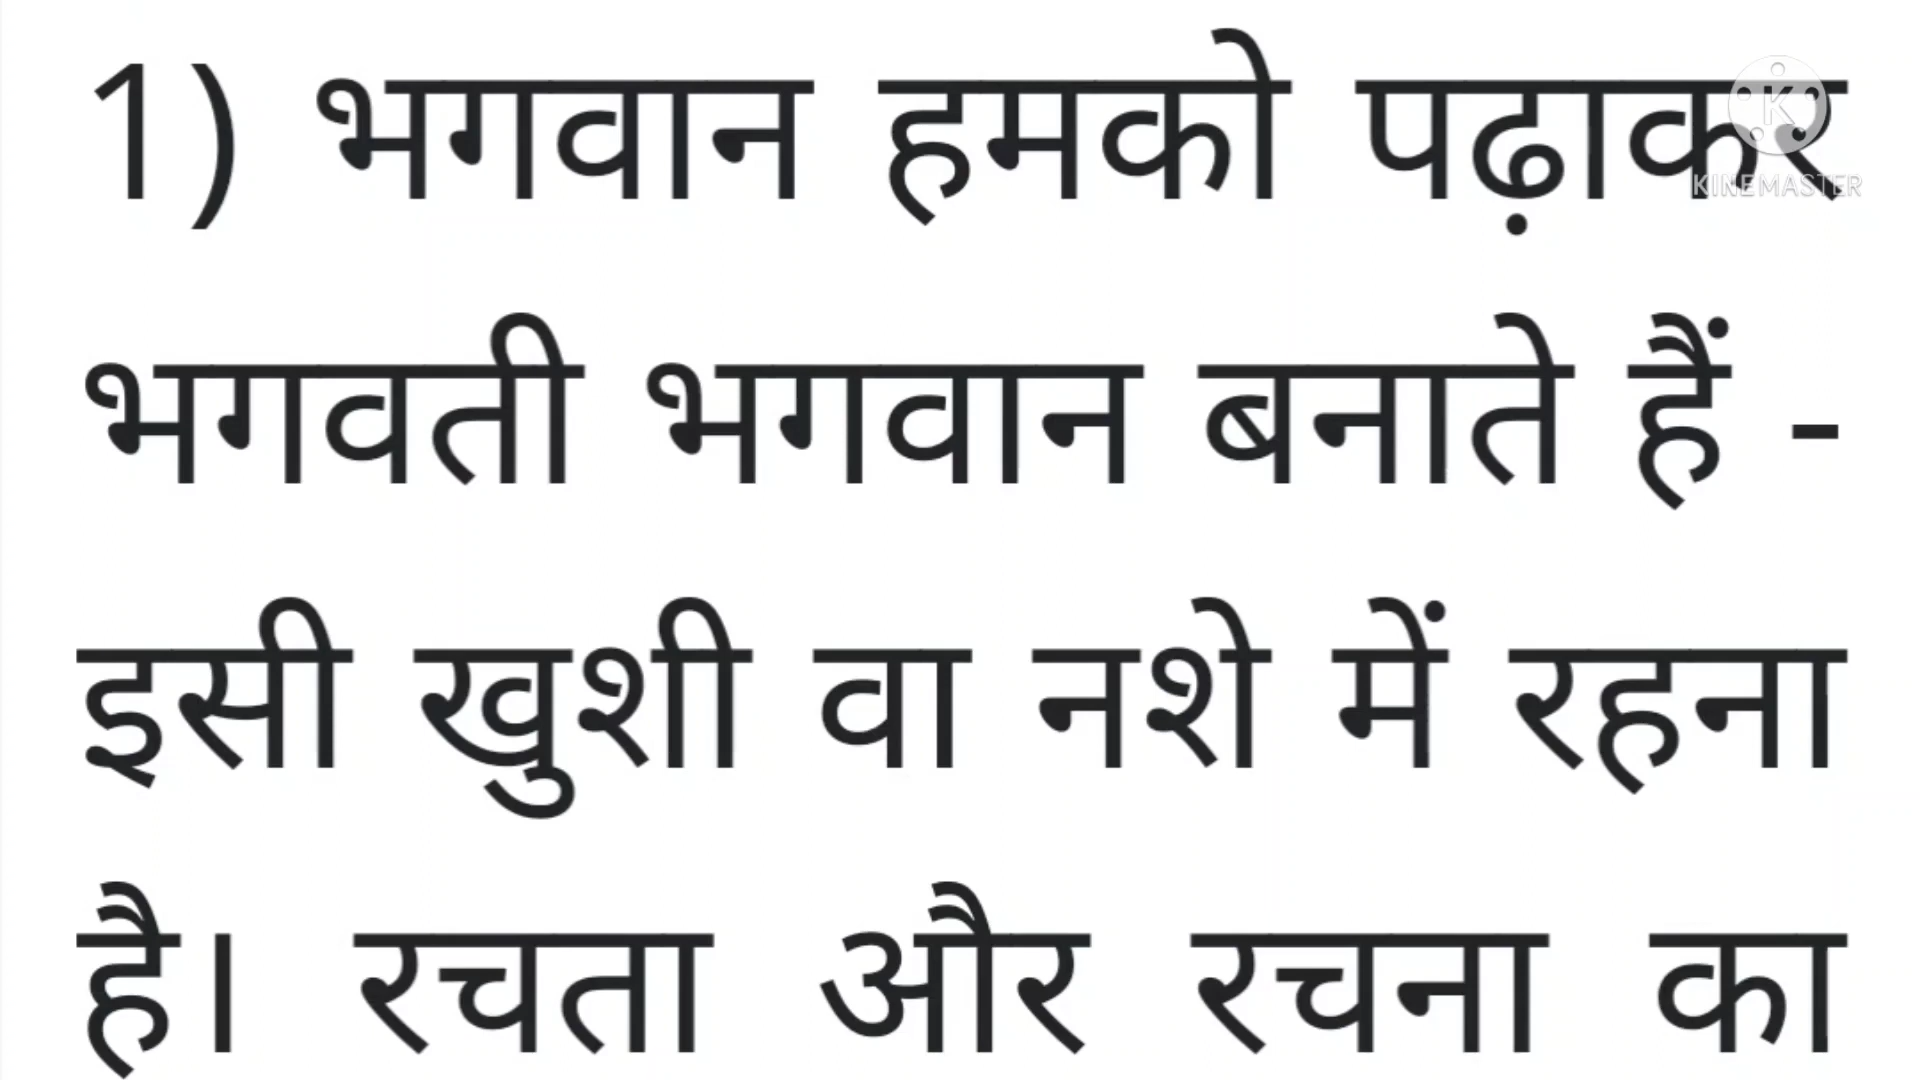 1) भगवान हमको पढ़ाकर
KINEMASTER
भगवती भगवान बनाते हैं -
इसी खुशी वा नशे में रहना
है। रचता और रचना का